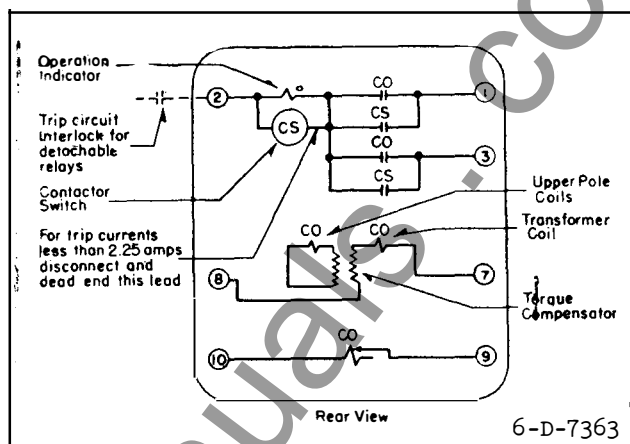 Operation
Indicator
CO
2
1
CS
CS
Trip circuit
Interlock for
detachable
relays
CO
3
CS
Contactor
Switch
Upper Pole
Coils
For trip currents
less than 2.25 amps
disconnect and
dead end this lead
CO
CO
Transformer
Coil
8
7
Torque
Compensator
CO
10
9
Rear View
6-D-7363